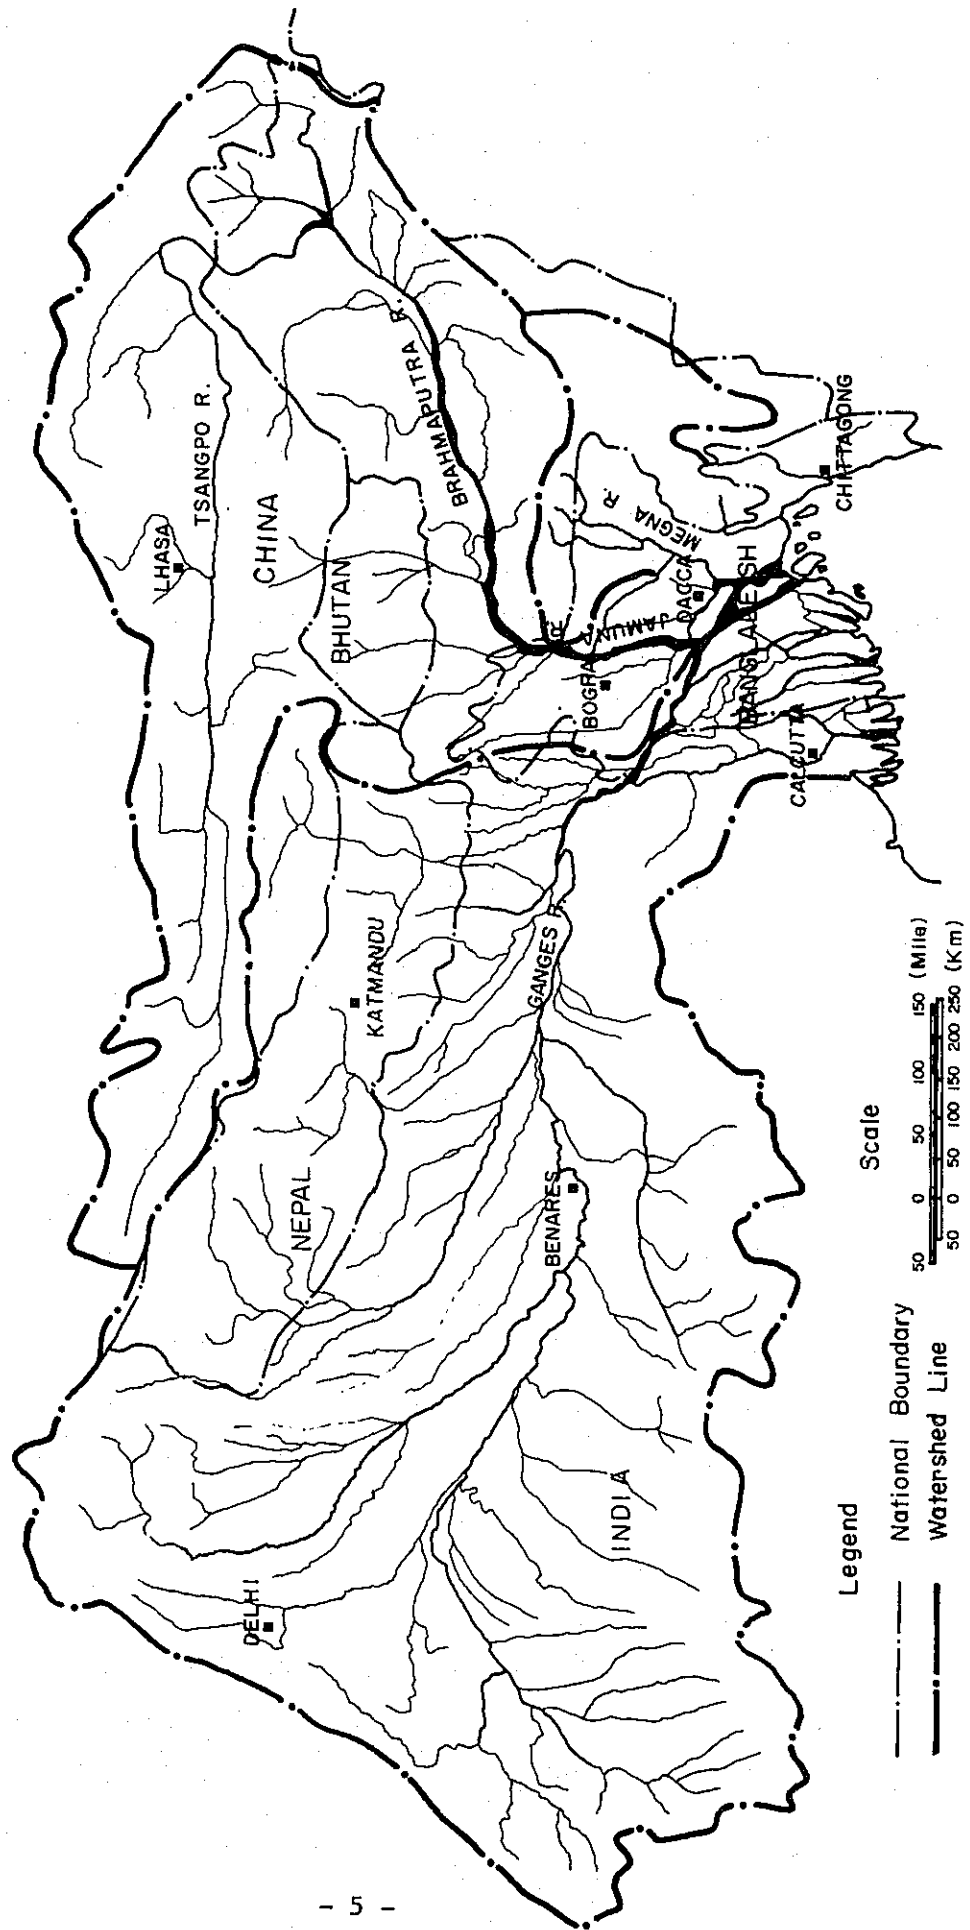 TSANGPO R.
LHASA
CHINA
BHUTAN
BRAHMAPUTRA R.
MEGNA R.
JAMUNA R.
DACCA
BANGLADESH
BOGRA
CHITTAGONG
CALCUTTA
NEPAL
KATMANDU
GANGES R.
BENARES
DELHI
INDIA
Legend
National Boundary
Watershed Line
Scale
50 0 50 100 150 (Mile)
50 0 50 100 150 200 250 (Km)
- 5 -